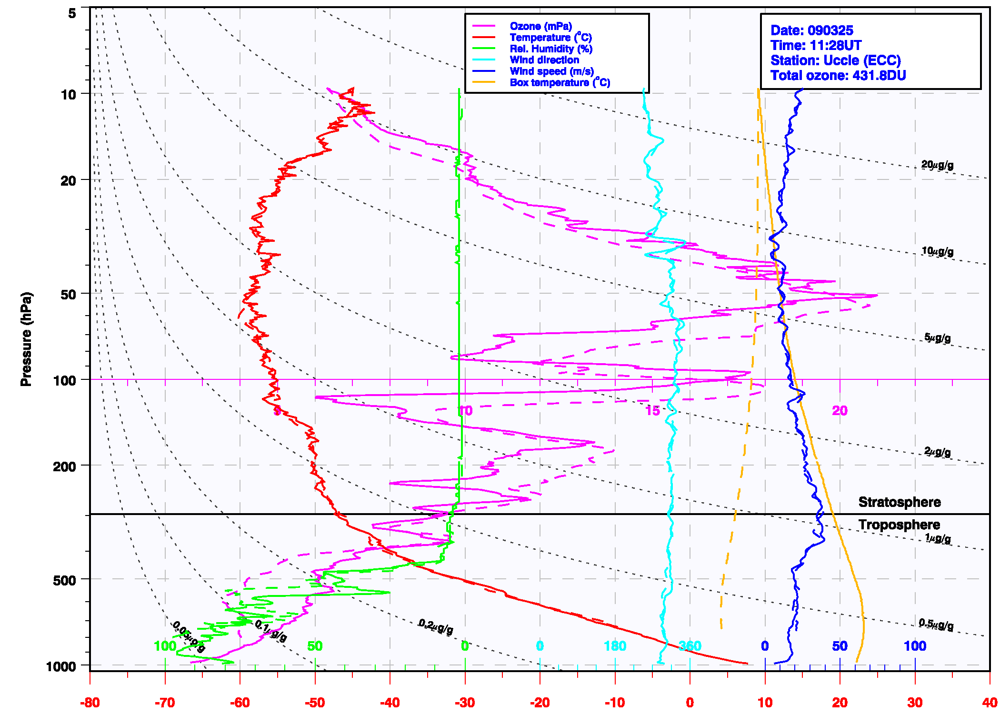 5
10
20
50
100
200
500
1000
Pressure (hPa)
Ozone (mPa)
Temperature (°C)
Rel. Humidity (%)
Wind direction
Wind speed (m/s)
Box temperature (°C)
Date: 090325
Time: 11:28UT
Station: Uccle (ECC)
Total ozone: 431.8DU
20µg/g
10µg/g
5µg/g
5 10 15 20
2µg/g
Stratosphere
Troposphere
1µg/g
0.05µg/g 0.1µg/g 0.2µg/g 0.5µg/g
100 50 0 0 180 360 0 50 100
-80 -70 -60 -50 -40 -30 -20 -10 0 10 20 30 40